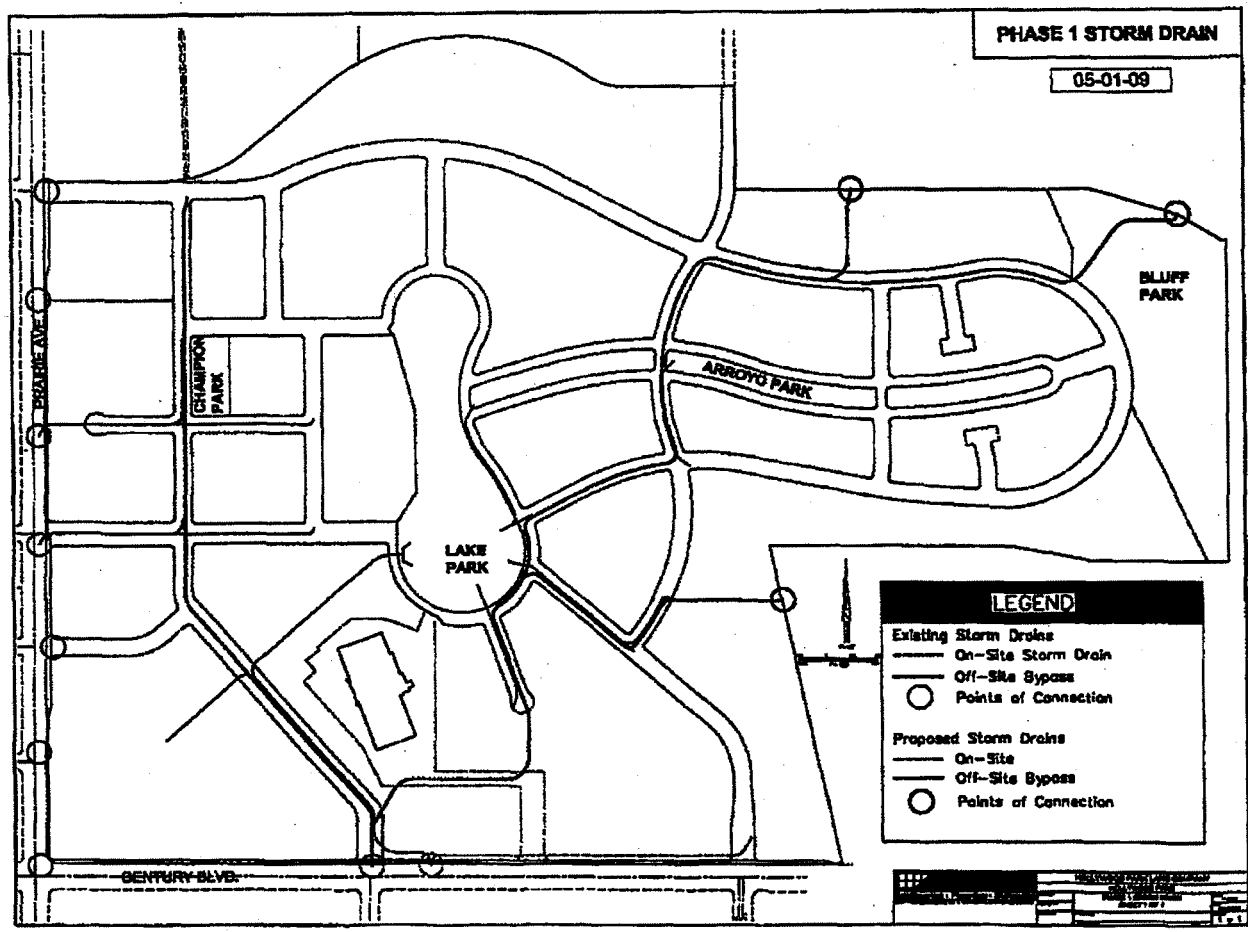 PHASE 1 STORM DRAIN
05-01-09
BLUFF
PARK
PRAIRIE AVE.
CHAMPION
PARK
ARROYO PARK
LAKE
PARK
LEGEND
Existing Storm Drains
On-Site Storm Drain
Off-Site Bypass
Points of Connection
Proposed Storm Drains
On-Site
Off-Site Bypass
Points of Connection
CENTURY BLVD.